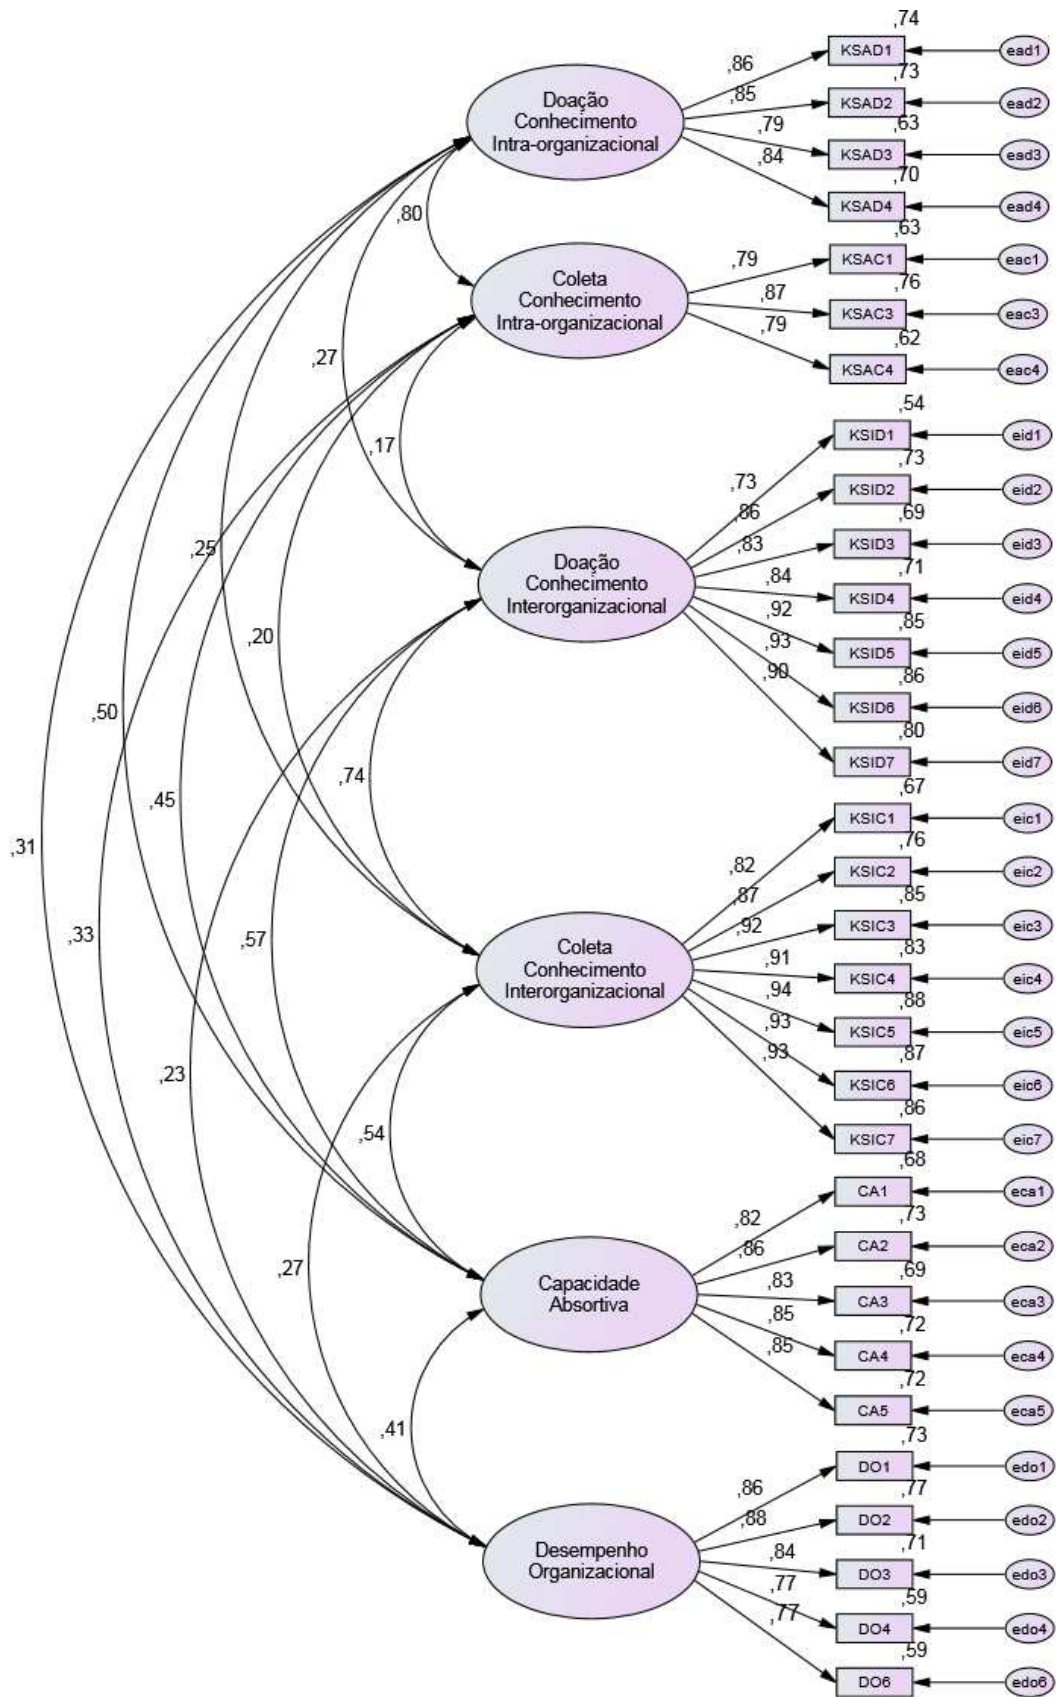 ,74
KSAD1
ead1
,86
,73
Doação
Conhecimento
Intra-organizacional
,85
KSAD2
ead2
,63
,79
KSAD3
ead3
,70
,84
KSAD4
ead4
,80
,63
Coleta
Conhecimento
Intra-organizacional
,79
KSAC1
eac1
,76
,87
KSAC3
eac3
,62
,79
KSAC4
eac4
,27
,17
,54
KSID1
eid1
,73
,73
KSID2
eid2
,86
,69
Doação
Conhecimento
Interorganizacional
,83
KSID3
eid3
,71
,84
KSID4
eid4
,85
,92
KSID5
eid5
,86
,93
KSID6
eid6
,80
,90
KSID7
eid7
,25
,20
,50
,74
,45
,31
,67
KSIC1
eic1
,76
,82
KSIC2
eic2
,85
,87
KSIC3
eic3
,83
,92
Coleta
Conhecimento
Interorganizacional
,91
KSIC4
eic4
,88
,94
KSIC5
eic5
,87
,93
KSIC6
eic6
,86
,93
KSIC7
eic7
,33
,57
,23
,54
,68
CA1
eca1
,73
,82
CA2
eca2
,69
,86
Capacidade
Absortiva
,83
CA3
eca3
,72
,85
CA4
eca4
,72
,85
CA5
eca5
,27
,41
,73
DO1
edo1
,77
,86
DO2
edo2
,71
,88
Desempenho
Organizacional
,84
DO3
edo3
,59
,77
DO4
edo4
,59
,77
DO6
edo6